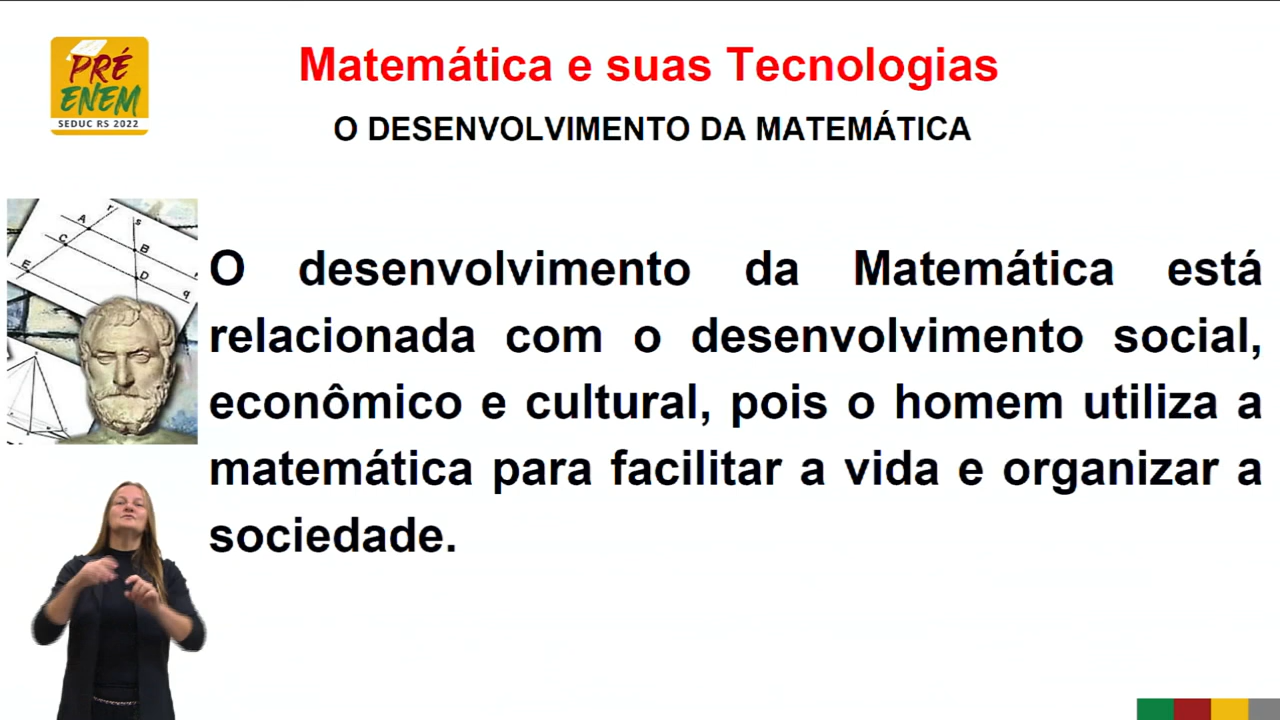 PRÉ
ENEM
SEDUC RS 2022
Matemática e suas Tecnologias
O DESENVOLVIMENTO DA MATEMÁTICA
r
s
A
B
C
D
E
q
O desenvolvimento da Matemática está
relacionada com o desenvolvimento social,
econômico e cultural, pois o homem utiliza a
matemática para facilitar a vida e organizar a
sociedade.